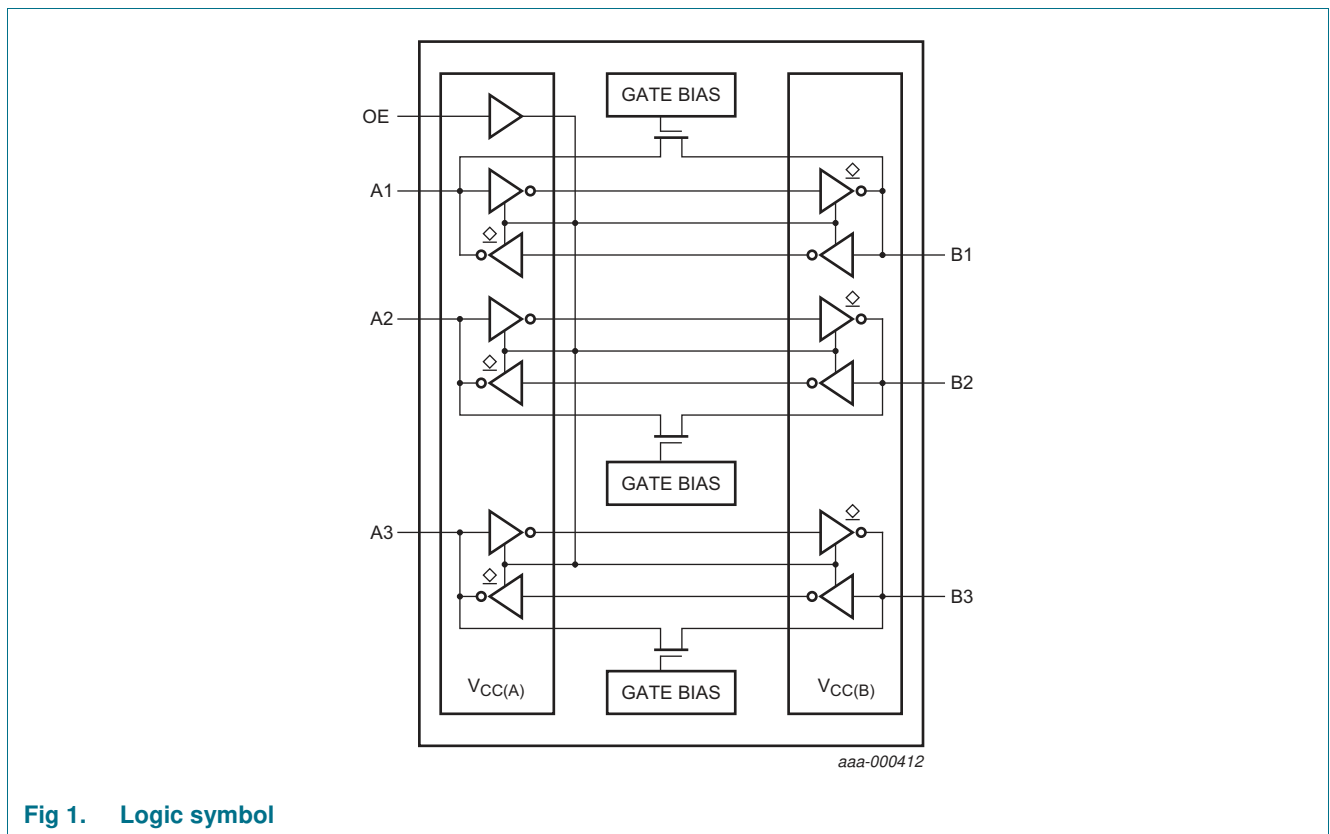 GATE BIAS
OE
A1
B1
A2
B2
GATE BIAS
A3
B3
VCC(A)
GATE BIAS
VCC(B)
aaa-000412
Fig 1. Logic symbol